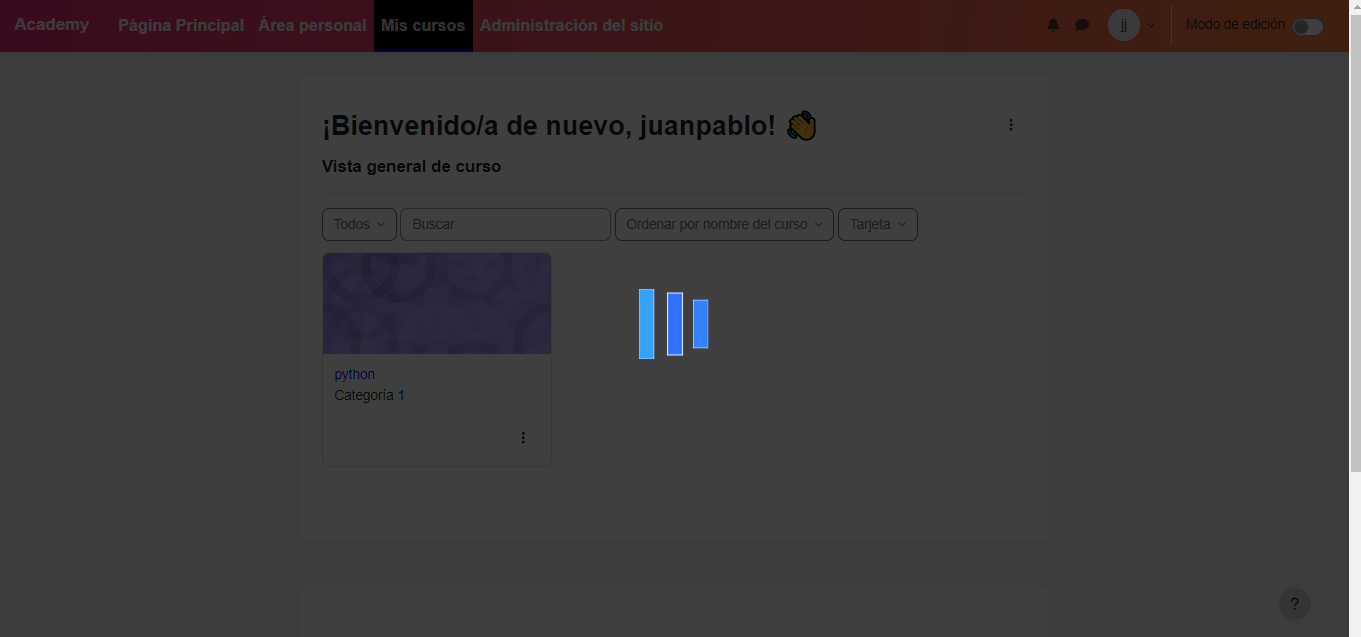 Academy Página Principal Área personal Mis cursos Administración del sitio jj Modo de edición
¡Bienvenido/a de nuevo, juanpablo! 👋
Vista general de curso
Todos Buscar Ordenar por nombre del curso Tarjeta
python
Categoría 1
?